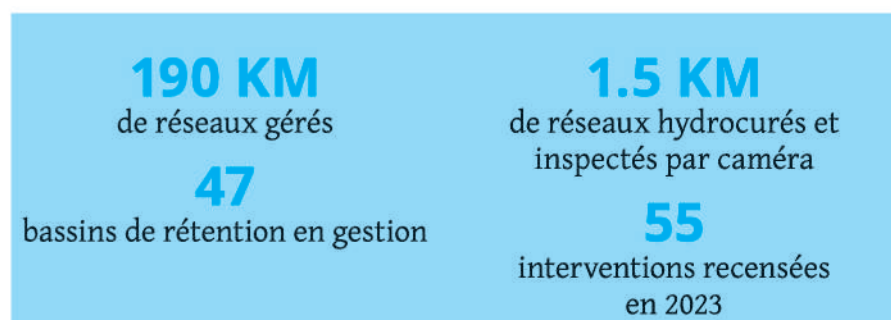 190 KM
de réseaux gérés
47
bassins de rétention en gestion
1.5 KM
de réseaux hydrocurés et
inspectés par caméra
55
interventions recensées
en 2023